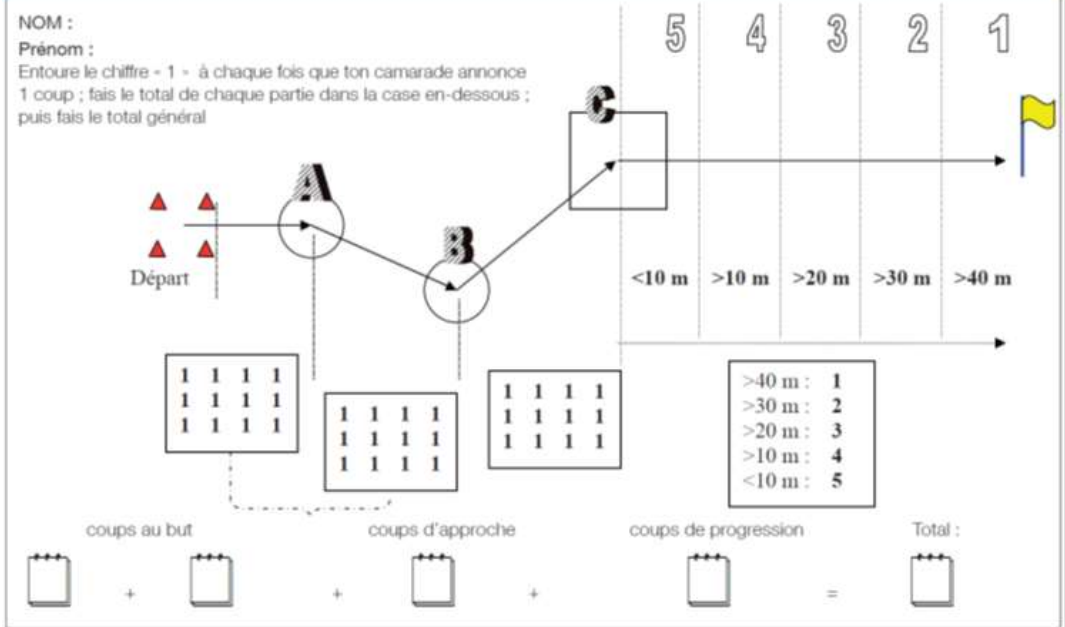 NOM :
Prénom :
Entoure le chiffre « 1 » à chaque fois que ton camarade annonce
1 coup ; fais le total de chaque partie dans la case en-dessous ;
puis fais le total général
5 4 3 2 1
C
A
B
Départ
<10 m >10 m >20 m >30 m >40 m
1 1 1 1
1 1 1 1
1 1 1 1
1 1 1 1
1 1 1 1
1 1 1 1
1 1 1 1
1 1 1 1
1 1 1 1
>40 m : 1
>30 m : 2
>20 m : 3
>10 m : 4
<10 m : 5
coups au but coups d'approche coups de progression Total :
+ + + =